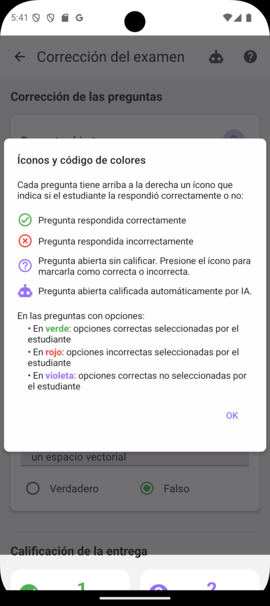 5:41
Corrección del examen
Corrección de las preguntas
Íconos y código de colores
Cada pregunta tiene arriba a la derecha un ícono que
indica si el estudiante la respondió correctamente o no:
Pregunta respondida correctamente
Pregunta respondida incorrectamente
Pregunta abierta sin calificar. Presione el ícono para
marcarla como correcta o incorrecta.
Pregunta abierta calificada automáticamente por IA.
En las preguntas con opciones:
• En verde: opciones correctas seleccionadas por el
estudiante
• En rojo: opciones incorrectas seleccionadas por el
estudiante
• En violeta: opciones correctas no seleccionadas por
el estudiante
OK
un espacio vectorial
Verdadero
Falso
Calificación de la entrega
1
2